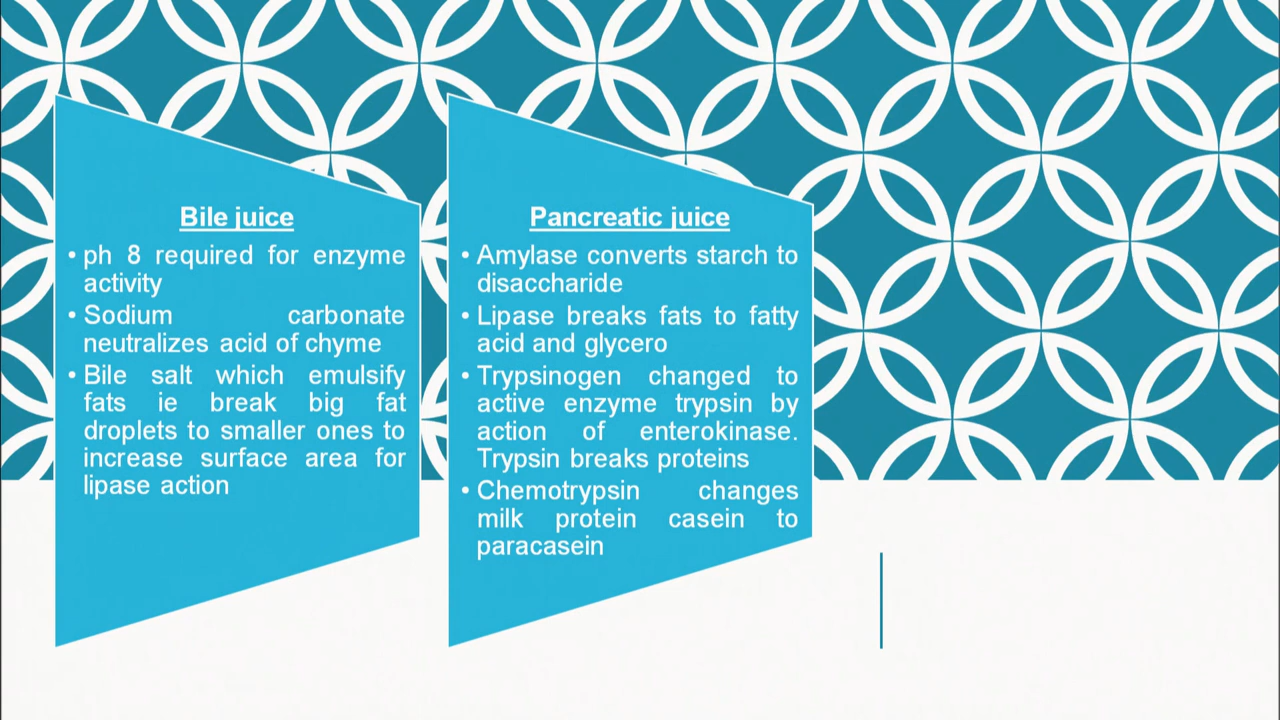 Bile juice
• ph 8 required for enzyme
activity
• Sodium carbonate
neutralizes acid of chyme
• Bile salt which emulsify
fats ie break big fat
droplets to smaller ones to
increase surface area for
lipase action
Pancreatic juice
• Amylase converts starch to
disaccharide
• Lipase breaks fats to fatty
acid and glycero
• Trypsinogen changed to
active enzyme trypsin by
action of enterokinase.
Trypsin breaks proteins
• Chemotrypsin changes
milk protein casein to
paracasein